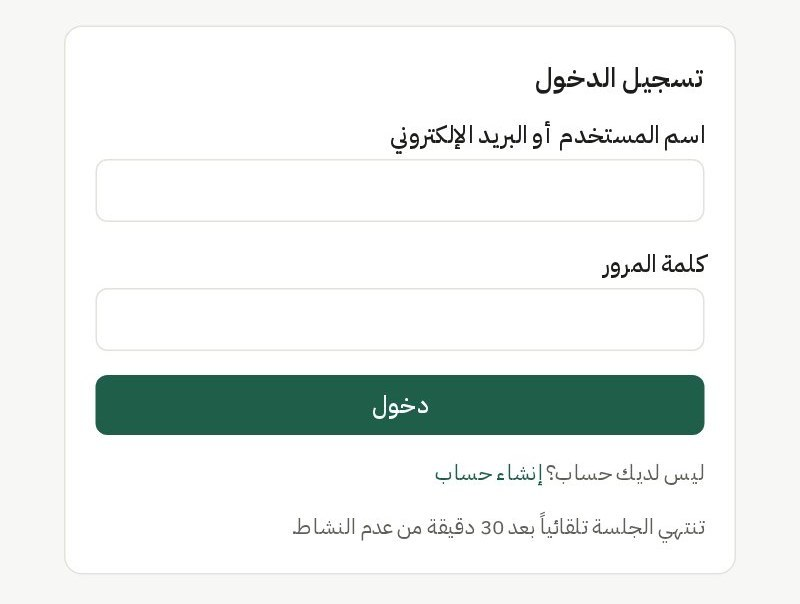 تسجيل الدخول
اسم المستخدم أو البريد الإلكتروني
كلمة المرور
دخول
ليس لديك حساب؟ إنشاء حساب
تنتهي الجلسة تلقائياً بعد 30 دقيقة من عدم النشاط.